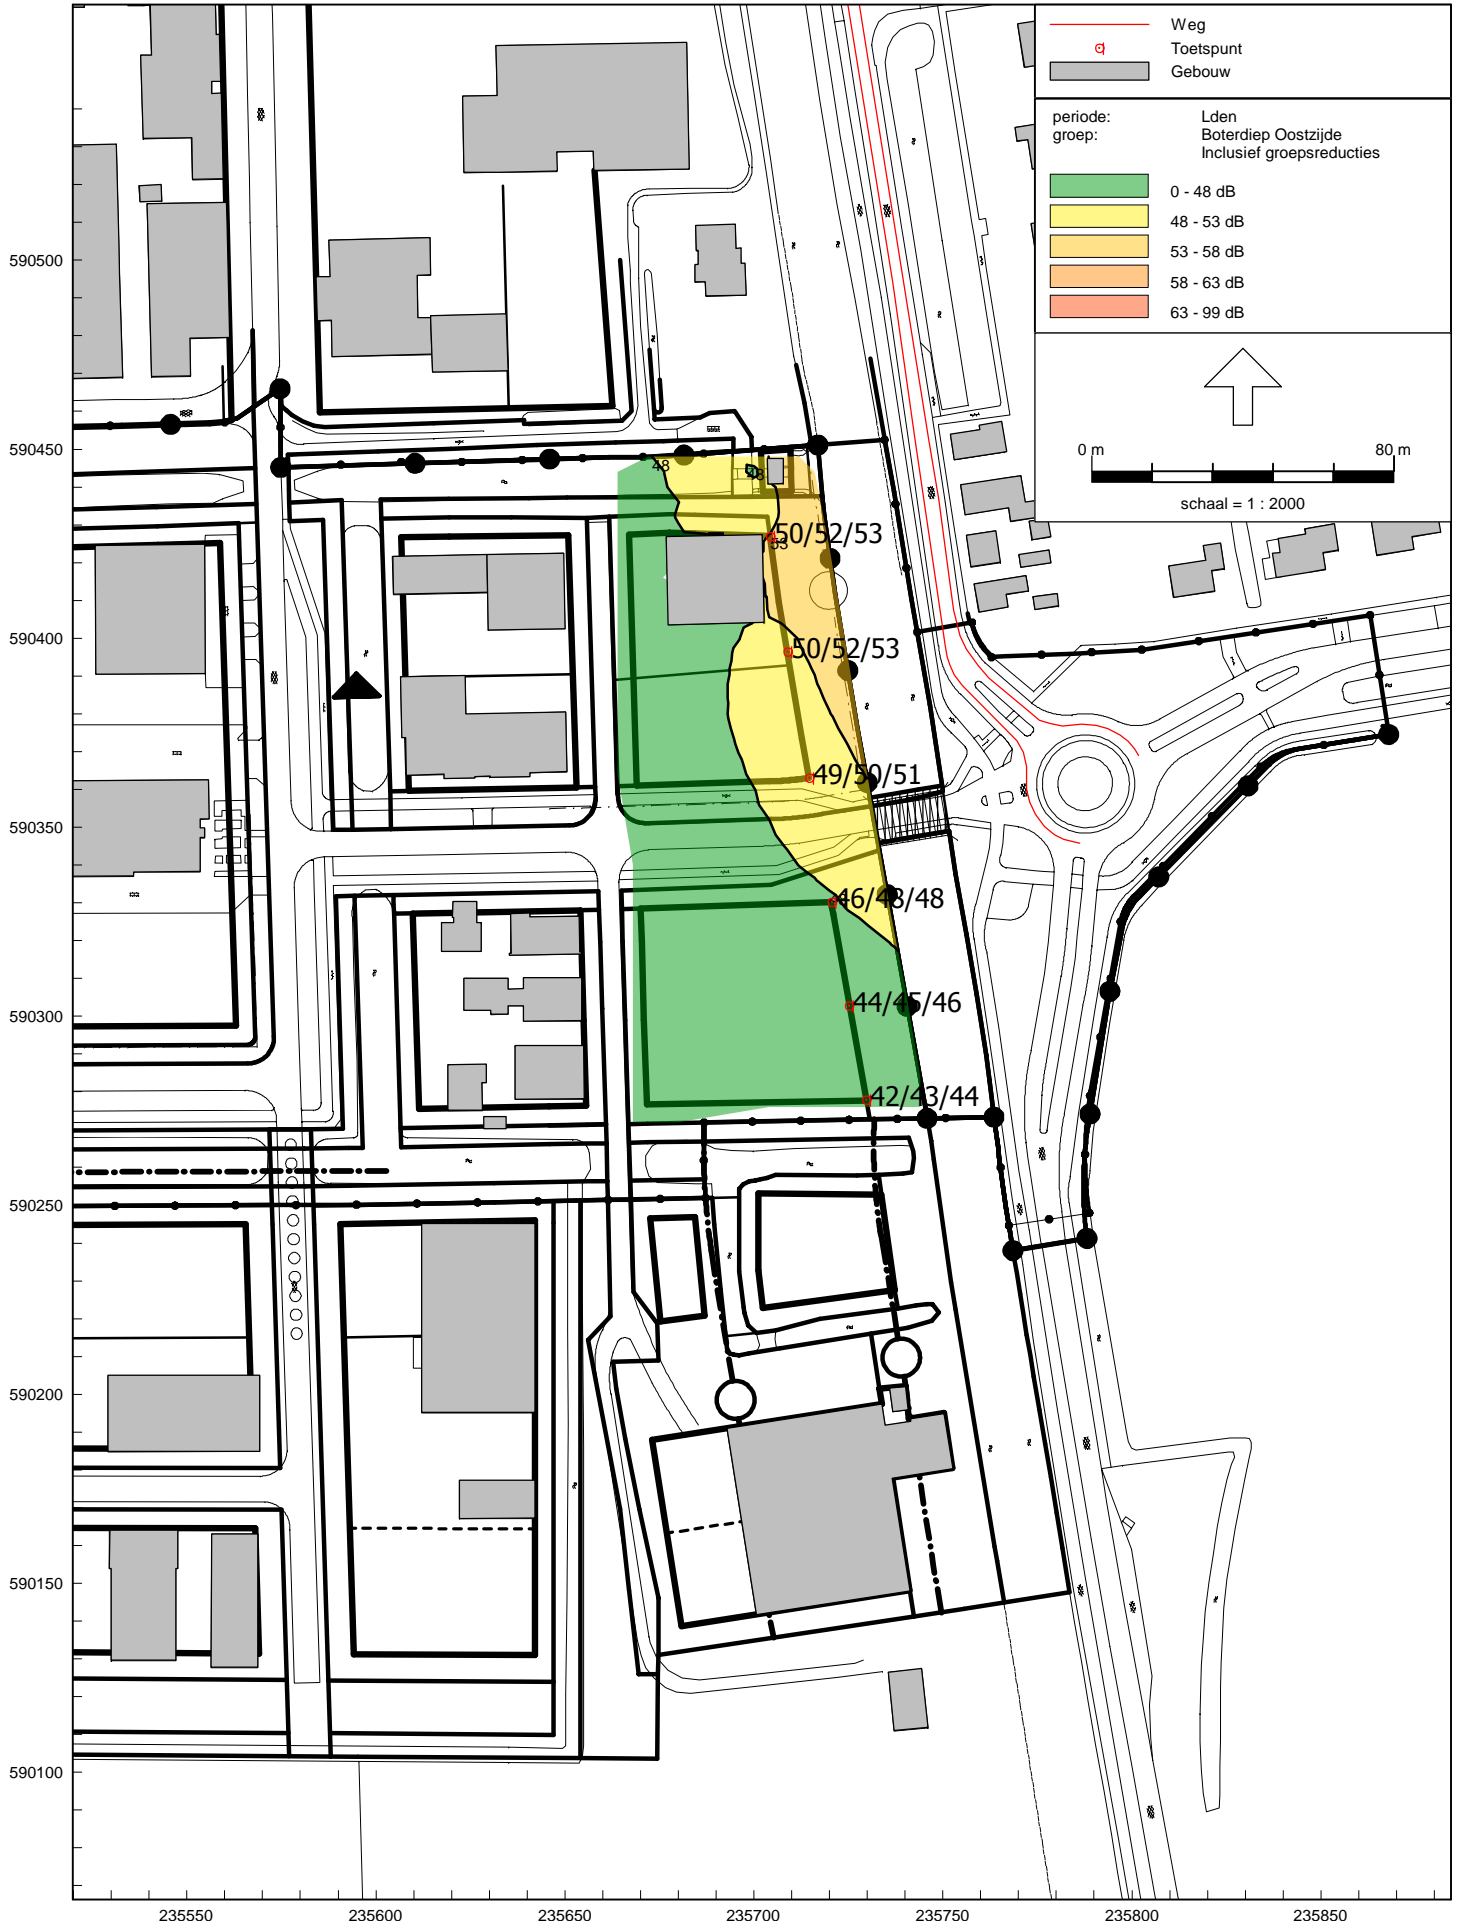 Weg
Toetspunt
Gebouw
periode: Lden
groep: Boterdiep Oostzijde
Inclusief groepsreducties
0 - 48 dB
48 - 53 dB
53 - 58 dB
58 - 63 dB
63 - 99 dB
0 m 80 m
schaal = 1 : 2000
590500
590450
48
48
50/52/53
53
590400
50/52/53
49/50/51
590350
46/48/48
590300
44/45/46
42/43/44
590250
590200
590150
590100
235550 235600 235650 235700 235750 235800 235850